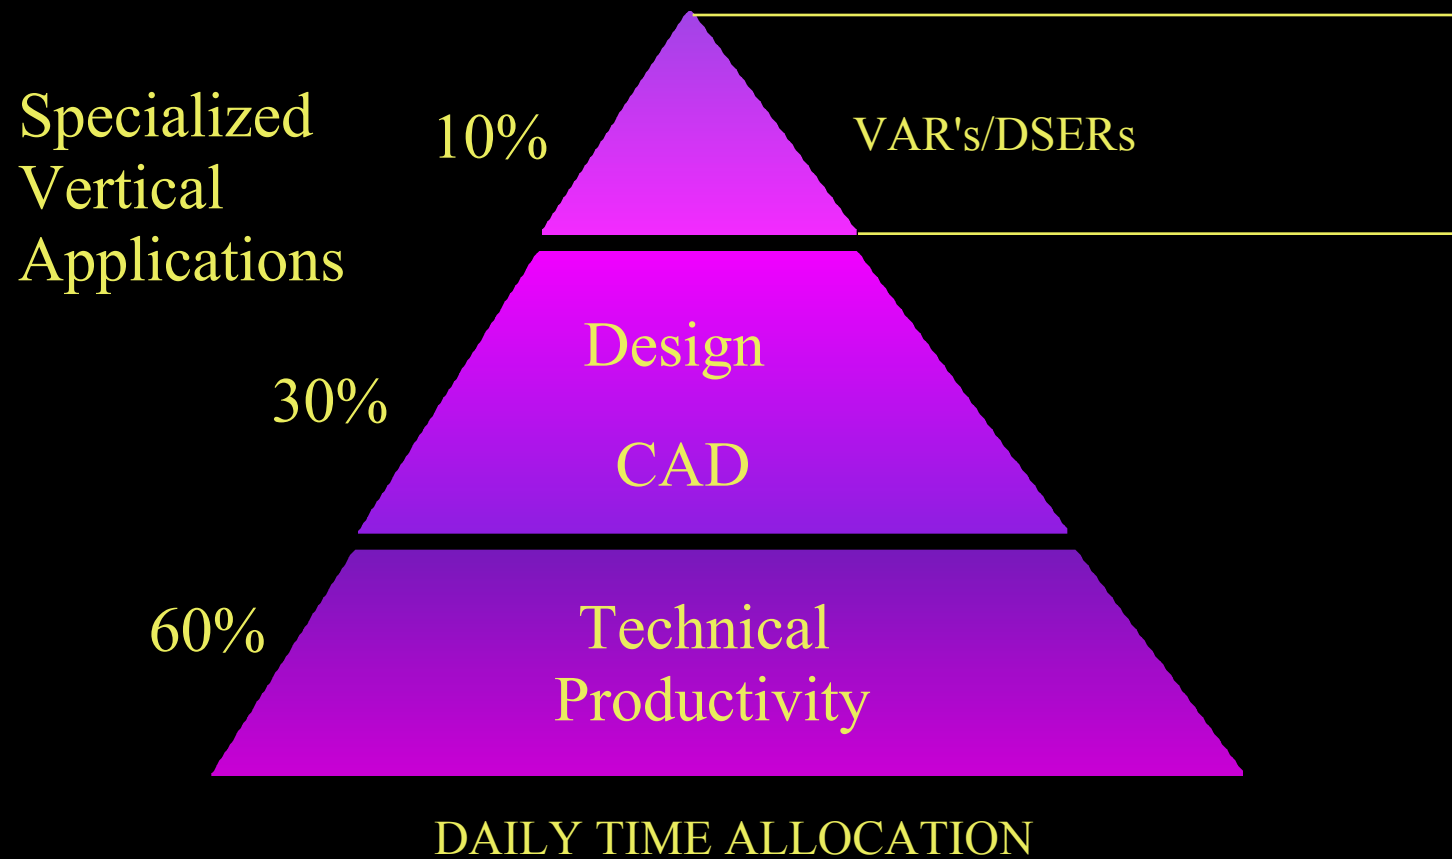 Specialized
Vertical
Applications
10%
VAR's/DSERs
30%
Design
CAD
60%
Technical
Productivity
DAILY TIME ALLOCATION